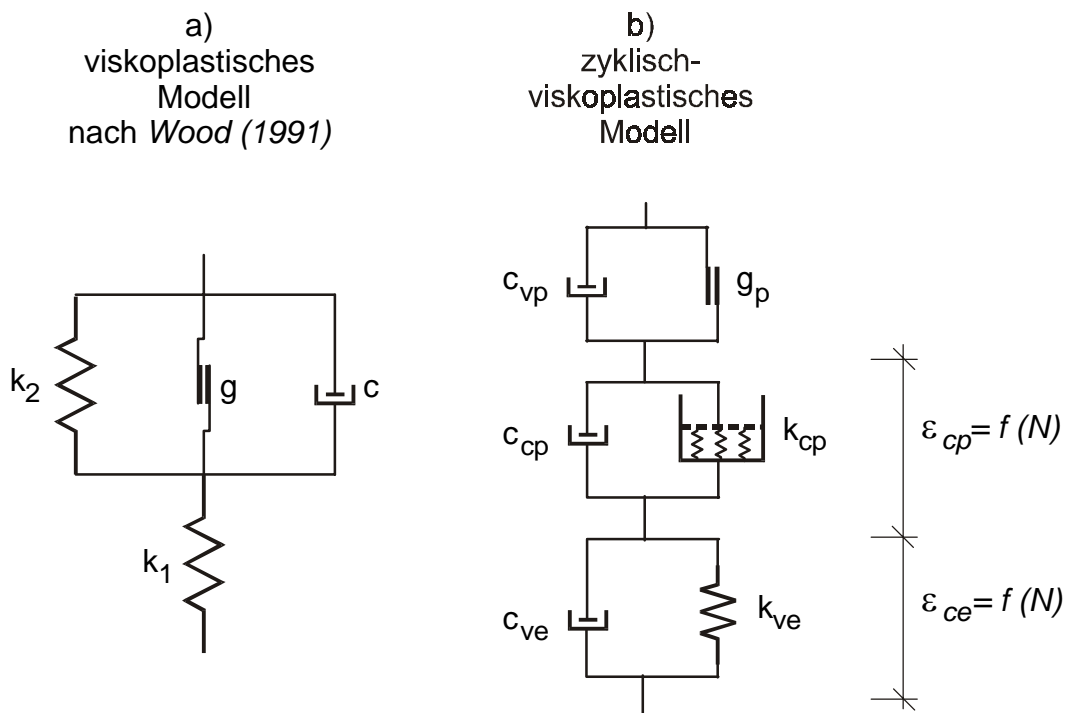 a)
viskoplastisches
Modell
nach Wood (1991)
b)
zyklisch-
viskoplastisches
Modell
k2
g
c
k1
cvp
gp
ccp
kcp
εcp= f (N)
cve
kve
εce= f (N)